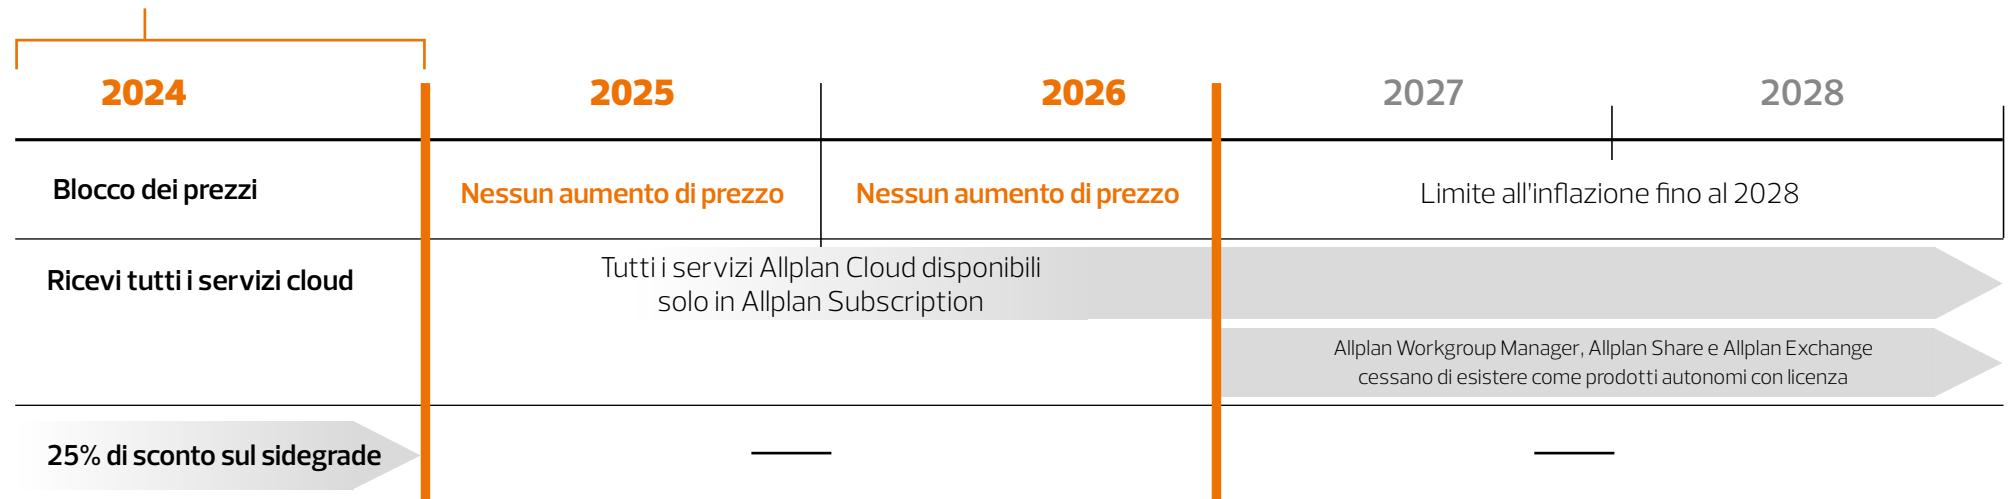 2024
2025
2026
2027
2028
Blocco dei prezzi
Nessun aumento di prezzo
Nessun aumento di prezzo
Limite all'inflazione fino al 2028
Ricevi tutti i servizi cloud
Tutti i servizi Allplan Cloud disponibili
solo in Allplan Subscription
Allplan Workgroup Manager, Allplan Share e Allplan Exchange
cessano di esistere come prodotti autonomi con licenza
25% di sconto sul sidegrade